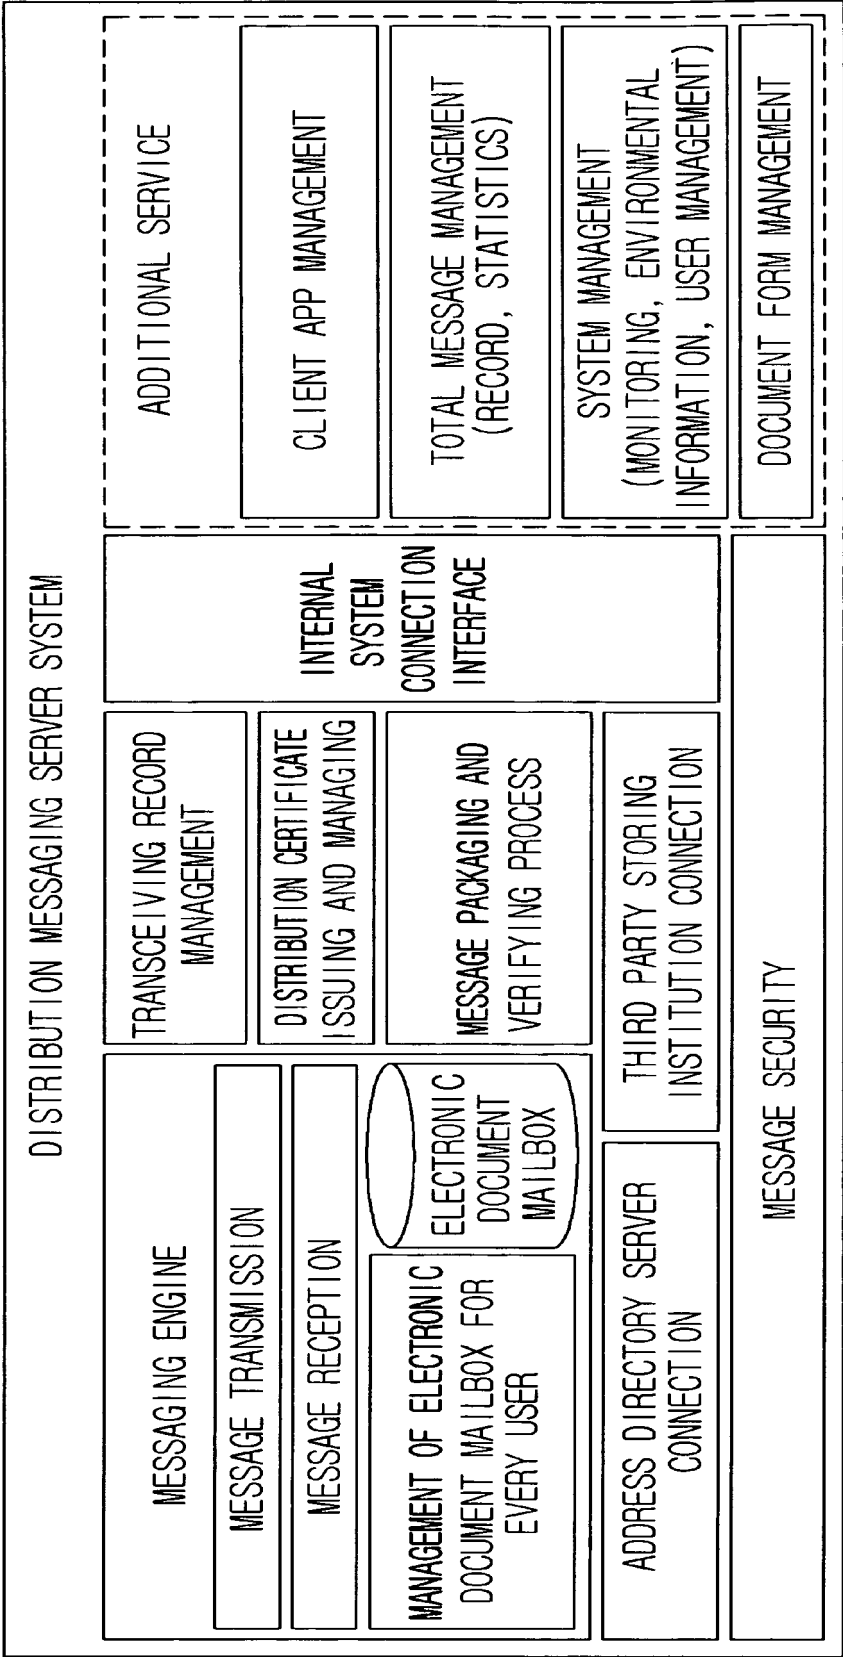 DISTRIBUTION MESSAGING SERVER SYSTEM
MESSAGING ENGINE
MESSAGE TRANSMISSION
MESSAGE RECEPTION
MANAGEMENT OF ELECTRONIC
DOCUMENT MAILBOX FOR
EVERY USER
ELECTRONIC
DOCUMENT
MAILBOX
TRANSCEIVING RECORD
MANAGEMENT
DISTRIBUTION CERTIFICATE
ISSUING AND MANAGING
MESSAGE PACKAGING AND
VERIFYING PROCESS
ADDRESS DIRECTORY SERVER
CONNECTION
THIRD PARTY STORING
INSTITUTION CONNECTION
INTERNAL
SYSTEM
CONNECTION
INTERFACE
MESSAGE SECURITY
ADDITIONAL SERVICE
CLIENT APP MANAGEMENT
TOTAL MESSAGE MANAGEMENT
(RECORD, STATISTICS)
SYSTEM MANAGEMENT
(MONITORING, ENVIRONMENTAL
INFORMATION, USER MANAGEMENT)
DOCUMENT FORM MANAGEMENT